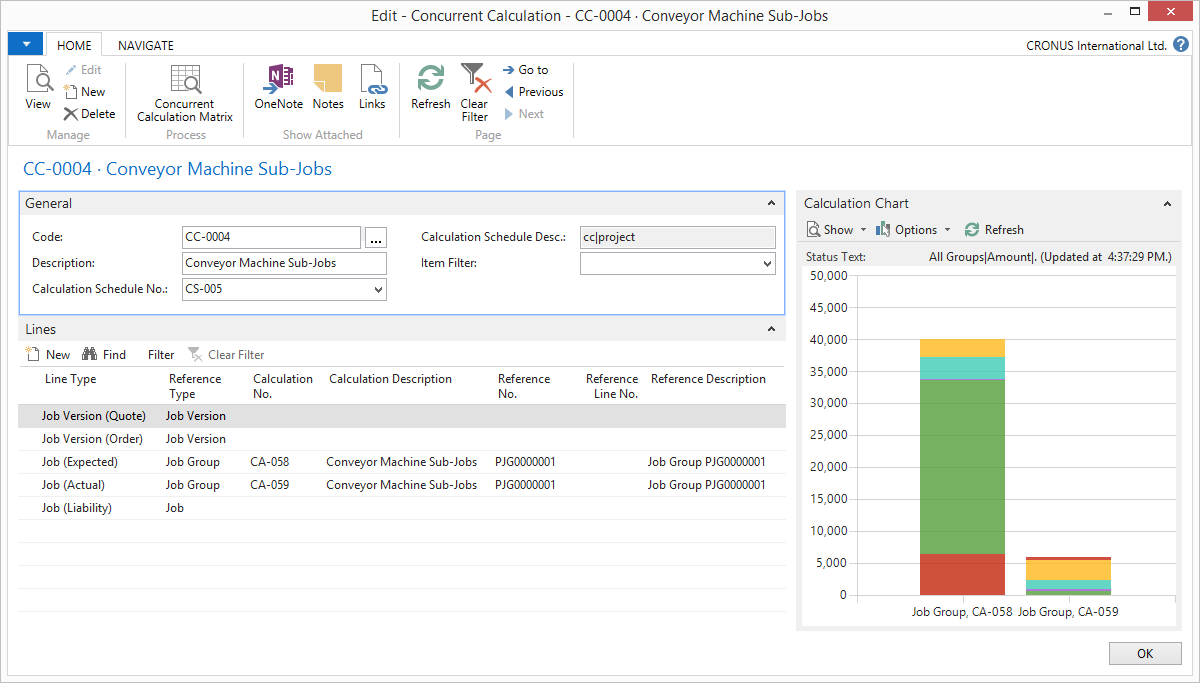 Edit - Concurrent Calculation - CC-0004 · Conveyor Machine Sub-Jobs
HOME NAVIGATE CRONUS International Ltd. ?
View Edit New Delete
Manage
Concurrent Calculation Matrix
Process
N OneNote Notes Links
Show Attached
Refresh Clear Filter Go to Previous Next
Page
CC-0004 · Conveyor Machine Sub-Jobs
General
Code: CC-0004 ... Calculation Schedule Desc.: cc|project
Description: Conveyor Machine Sub-Jobs Item Filter:
Calculation Schedule No.: CS-005
Lines
New Find Filter Clear Filter
Line Type Reference Type Calculation No. Calculation Description Reference No. Reference Line No. Reference Description
Job Version (Quote) Job Version
Job Version (Order) Job Version
Job (Expected) Job Group CA-058 Conveyor Machine Sub-Jobs PJG0000001 Job Group PJG0000001
Job (Actual) Job Group CA-059 Conveyor Machine Sub-Jobs PJG0000001 Job Group PJG0000001
Job (Liability) Job
Calculation Chart
Show Options Refresh
Status Text: All Groups|Amount|. (Updated at 4:37:29 PM.)
50,000
45,000
40,000
35,000
30,000
25,000
20,000
15,000
10,000
5,000
0
Job Group, CA-058 Job Group, CA-059
OK